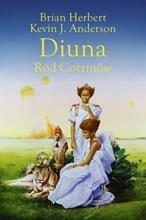 Brian Herbert
Kevin J. Anderson
Diuna
Ród Corrinów